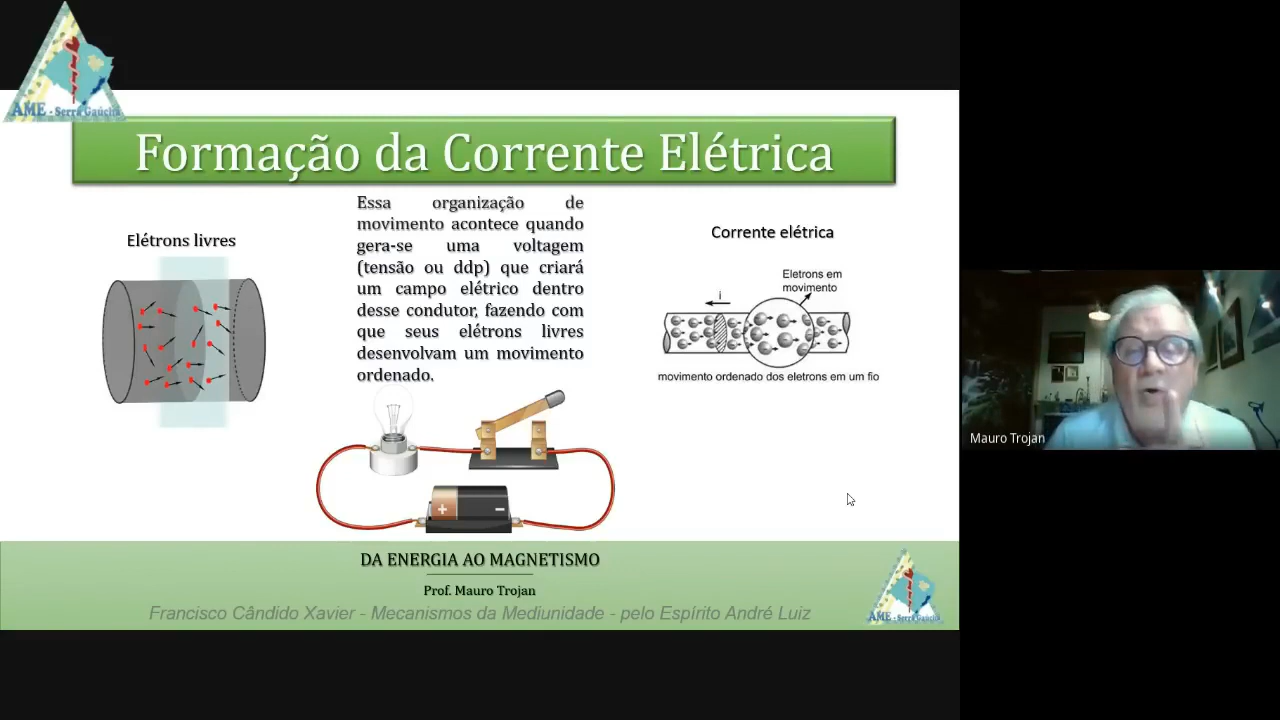 AME - Serra Gaúcha
Formação da Corrente Elétrica
Elétrons livres
Essa organização de
movimento acontece quando
gera-se uma voltagem
(tensão ou ddp) que criará
um campo elétrico dentro
desse condutor, fazendo com
que seus elétrons livres
desenvolvam um movimento
ordenado.
+
-
Corrente elétrica
Eletrons em
movimento
i
movimento ordenado dos eletrons em um fio
Mauro Trojan
DA ENERGIA AO MAGNETISMO
Prof. Mauro Trojan
Francisco Cândido Xavier - Mecanismos da Mediunidade - pelo Espírito André Luiz
AME - Serra Gaúcha